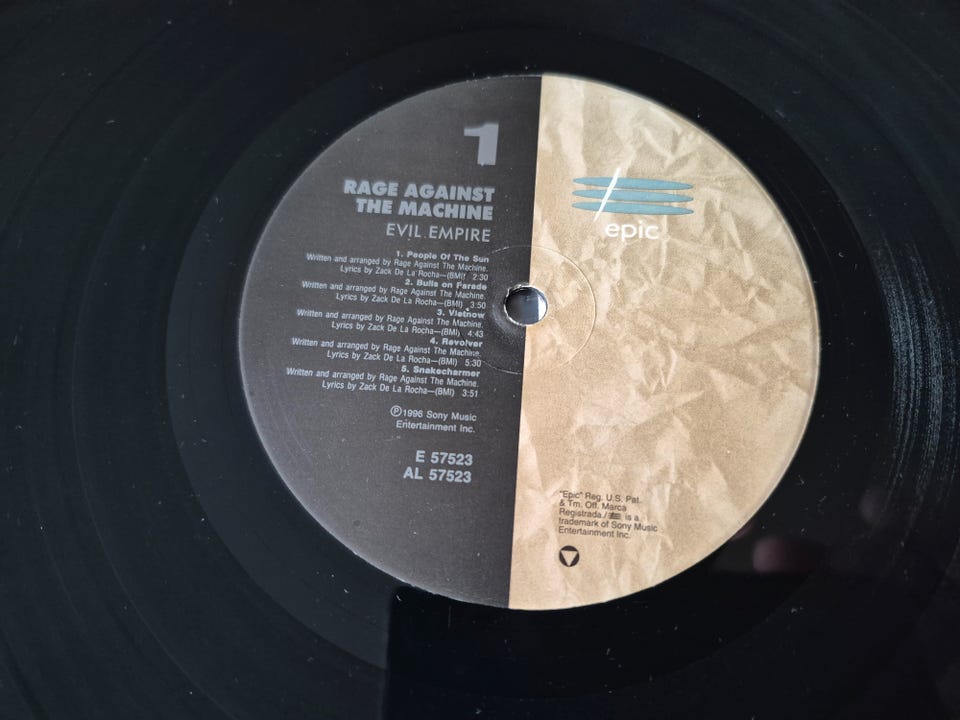 1
RAGE AGAINST
THE MACHINE
EVIL EMPIRE
1. People Of The Sun
Written and arranged by Rage Against The Machine.
Lyrics by Zack De La Rocha—(BMI) 2:30
2. Bulls on Parade
Written and arranged by Rage Against The Machine.
Lyrics by Zack De La Rocha—(BMI) 3:50
3. Vietnow
Written and arranged by Rage Against The Machine.
Lyrics by Zack De La Rocha—(BMI) 4:43
4. Revolver
Written and arranged by Rage Against The Machine.
Lyrics by Zack De La Rocha—(BMI) 5:30
5. Snakecharmer
Written and arranged by Rage Against The Machine.
Lyrics by Zack De La Rocha—(BMI) 3:51
℗1996 Sony Music
Entertainment Inc.
E 57523
AL 57523
epic
"Epic" Reg. U.S. Pat.
& Tm. Off. Marca
Registrada./ is a
trademark of Sony Music
Entertainment Inc.